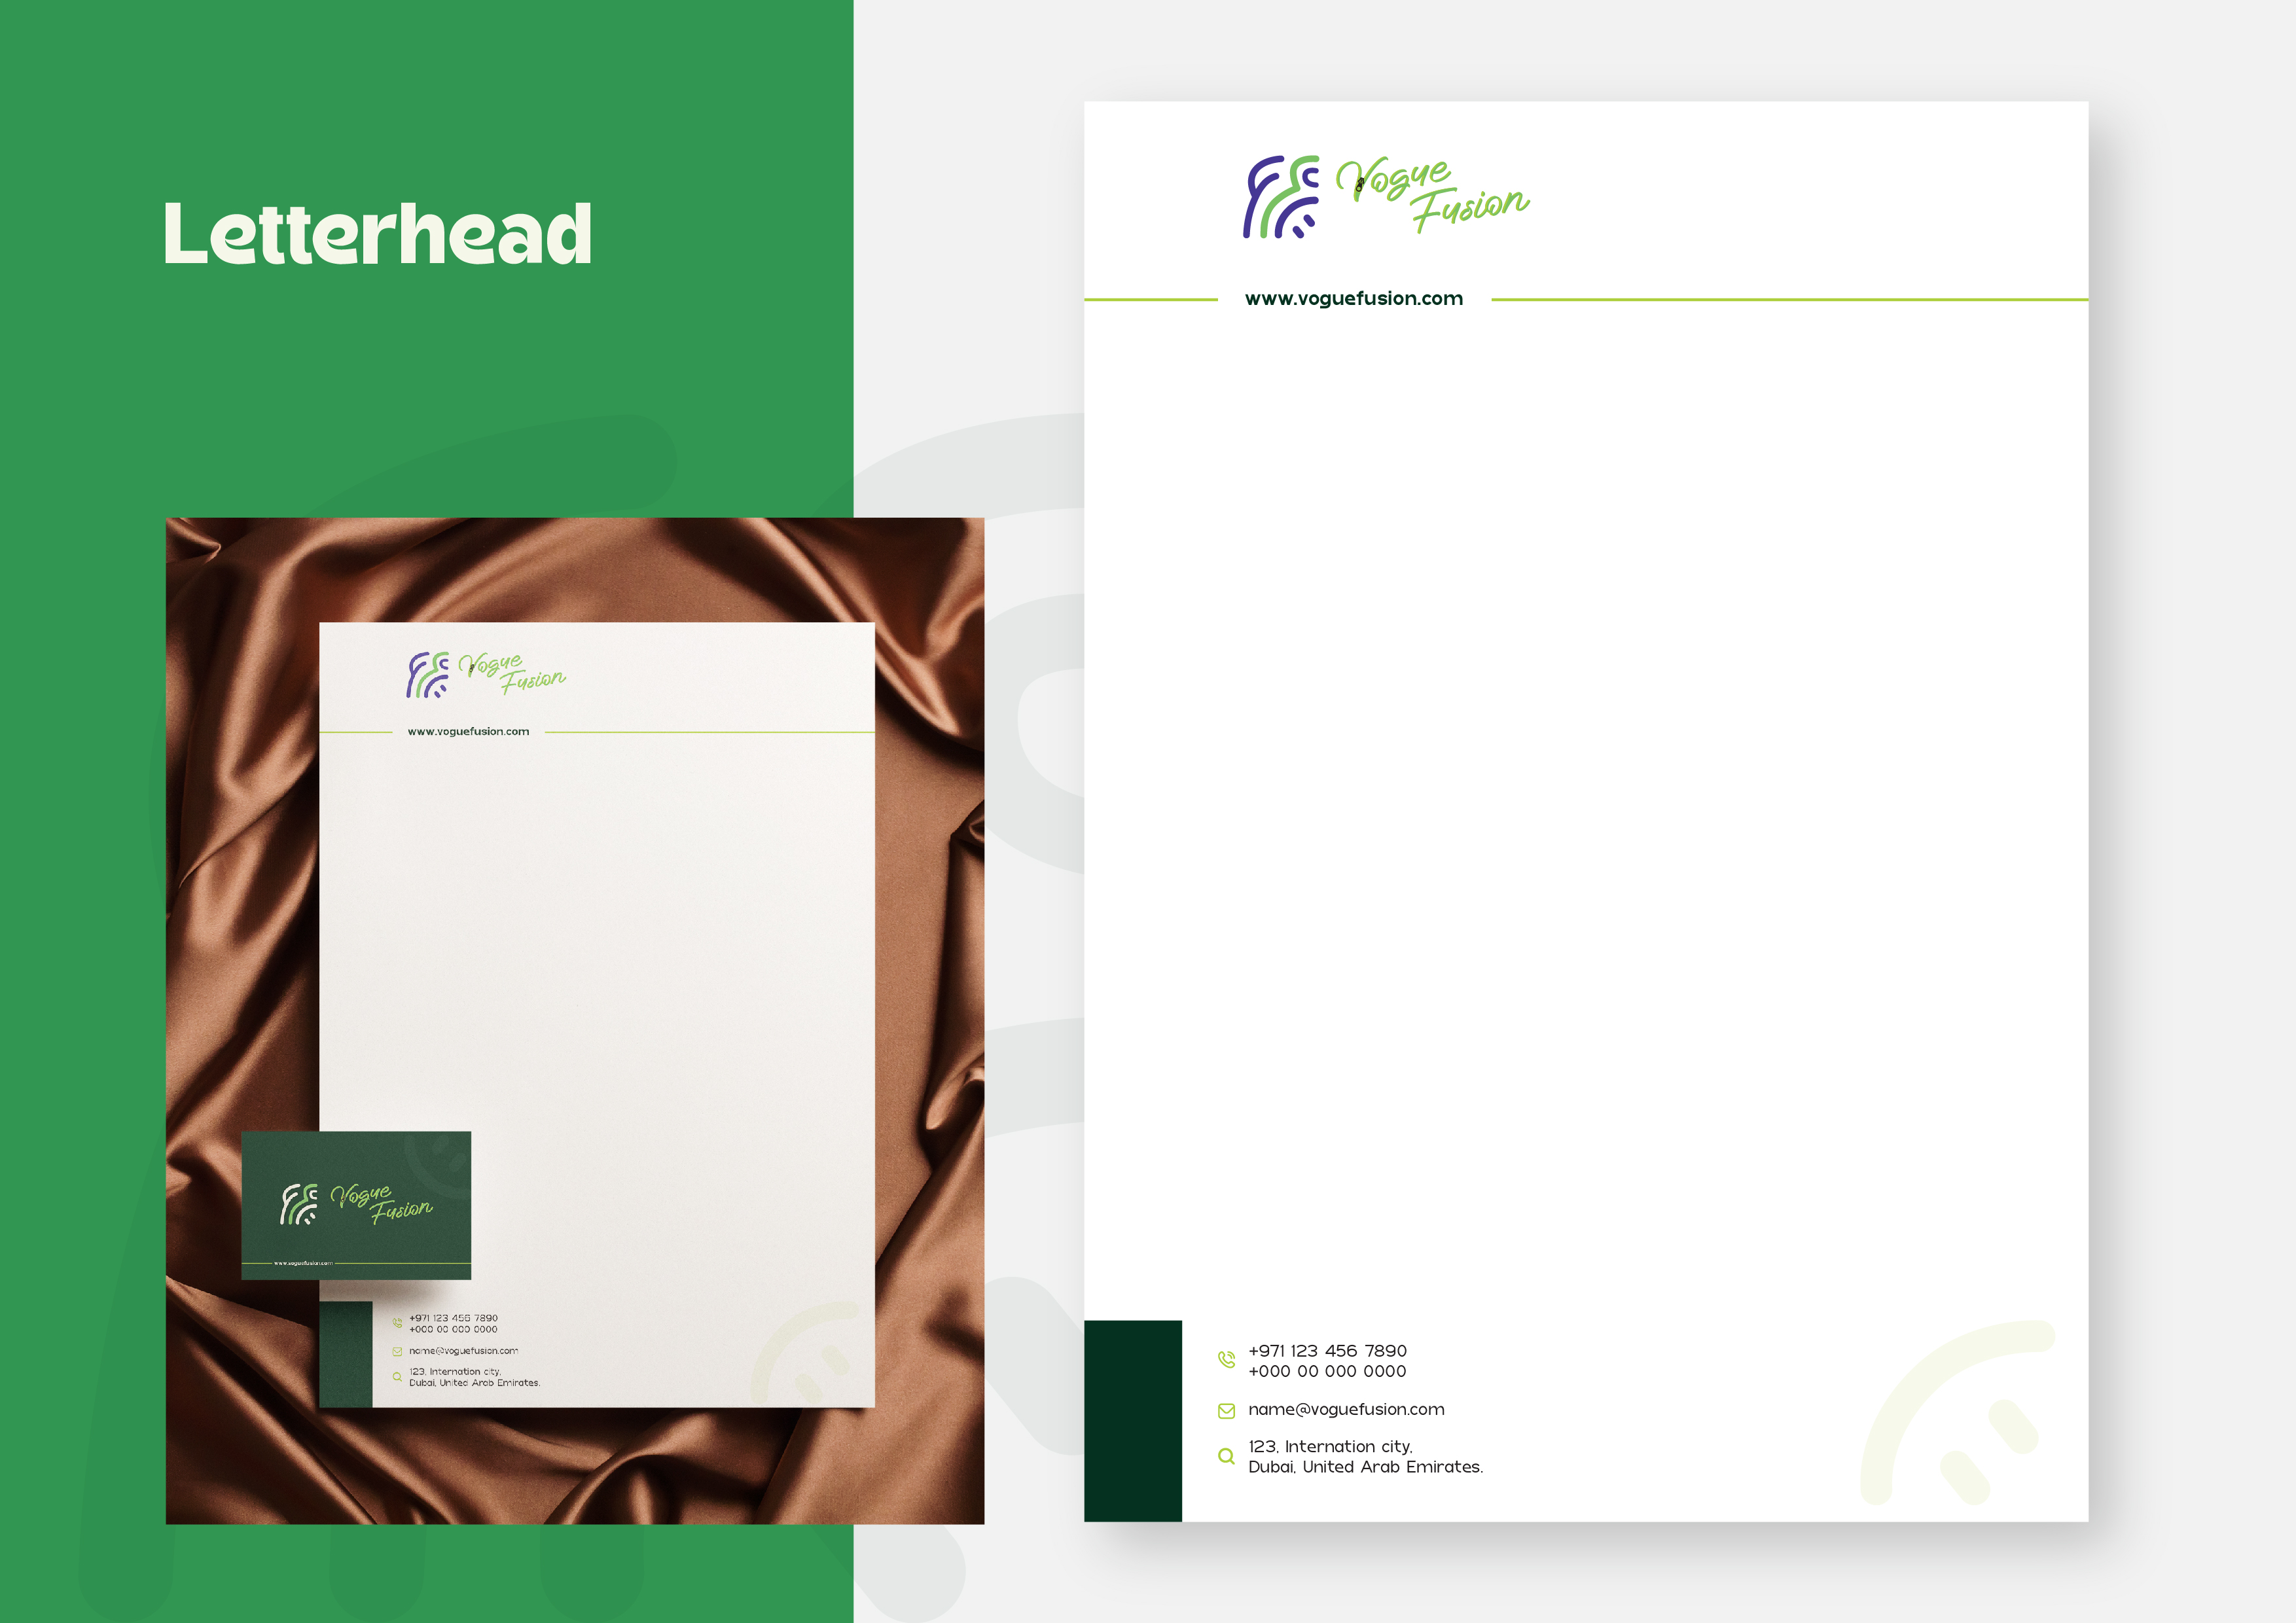 Letterhead
Vogue
Fusion
www.voguefusion.com
Vogue
Fusion
www.voguefusion.com
+971 123 456 7890
+000 00 000 0000
name@voguefusion.com
123, Internation city,
Dubai, United Arab Emirates.
Vogue
Fusion
www.voguefusion.com
+971 123 456 7890
+000 00 000 0000
name@voguefusion.com
123, Internation city,
Dubai, United Arab Emirates.